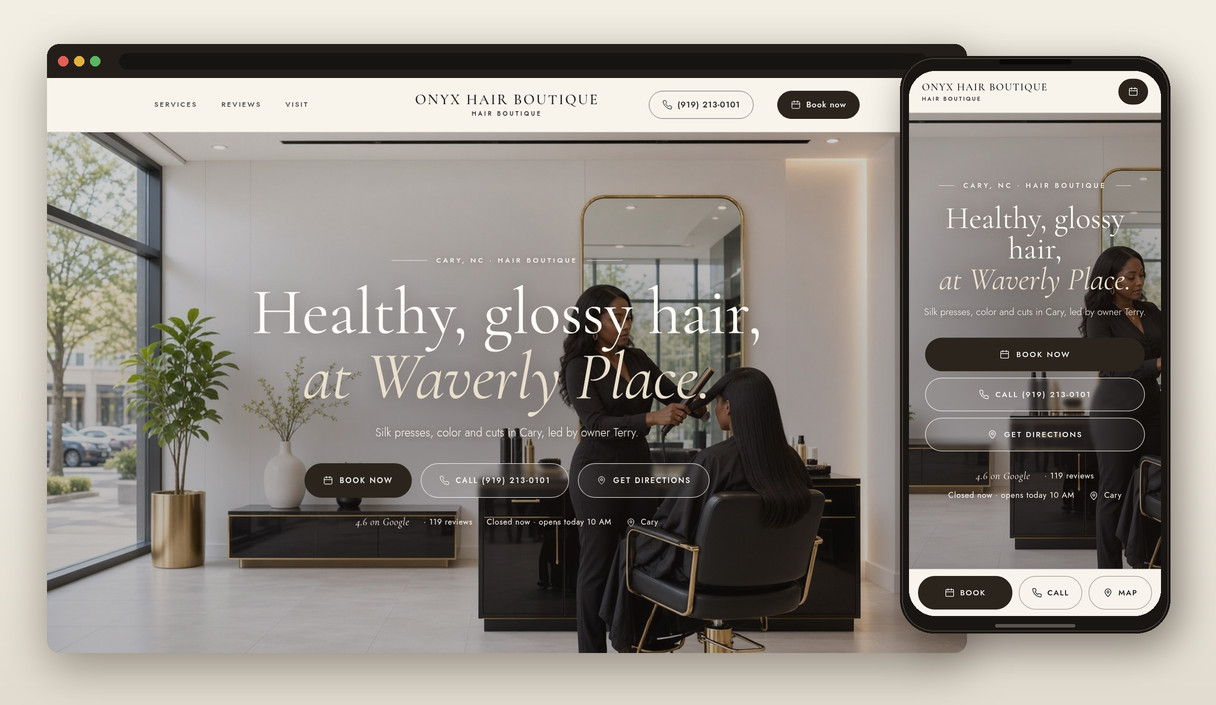 SERVICES REVIEWS VISIT
ONYX HAIR BOUTIQUE
HAIR BOUTIQUE
(919) 213-0101
Book now
CARY, NC · HAIR BOUTIQUE
Healthy, glossy hair,
at Waverly Place.
Silk presses, color and cuts in Cary, led by owner Terry.
BOOK NOW
CALL (919) 213-0101
GET DIRECTIONS
4.6 on Google · 119 reviews Closed now · opens today 10 AM Cary
ONYX HAIR BOUTIQUE
HAIR BOUTIQUE
CARY, NC · HAIR BOUTIQUE
Healthy, glossy
hair,
at Waverly Place.
Silk presses, color and cuts in Cary, led by owner Terry.
BOOK NOW
CALL (919) 213-0101
GET DIRECTIONS
4.6 on Google · 119 reviews
Closed now · opens today 10 AM Cary
BOOK CALL MAP